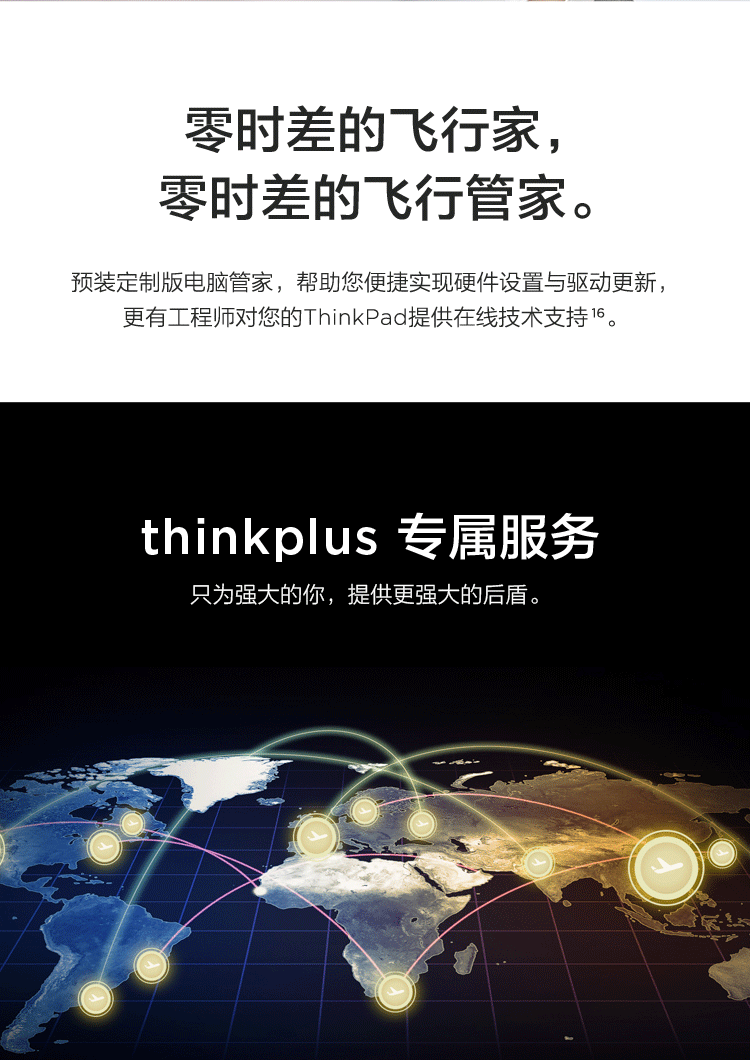 零时差的飞行家，
零时差的飞行管家。
预装定制版电脑管家，帮助您便捷实现硬件设置与驱动更新，
更有工程师对您的ThinkPad提供在线技术支持¹⁶。
thinkplus 专属服务
只为强大的你，提供更强大的后盾。